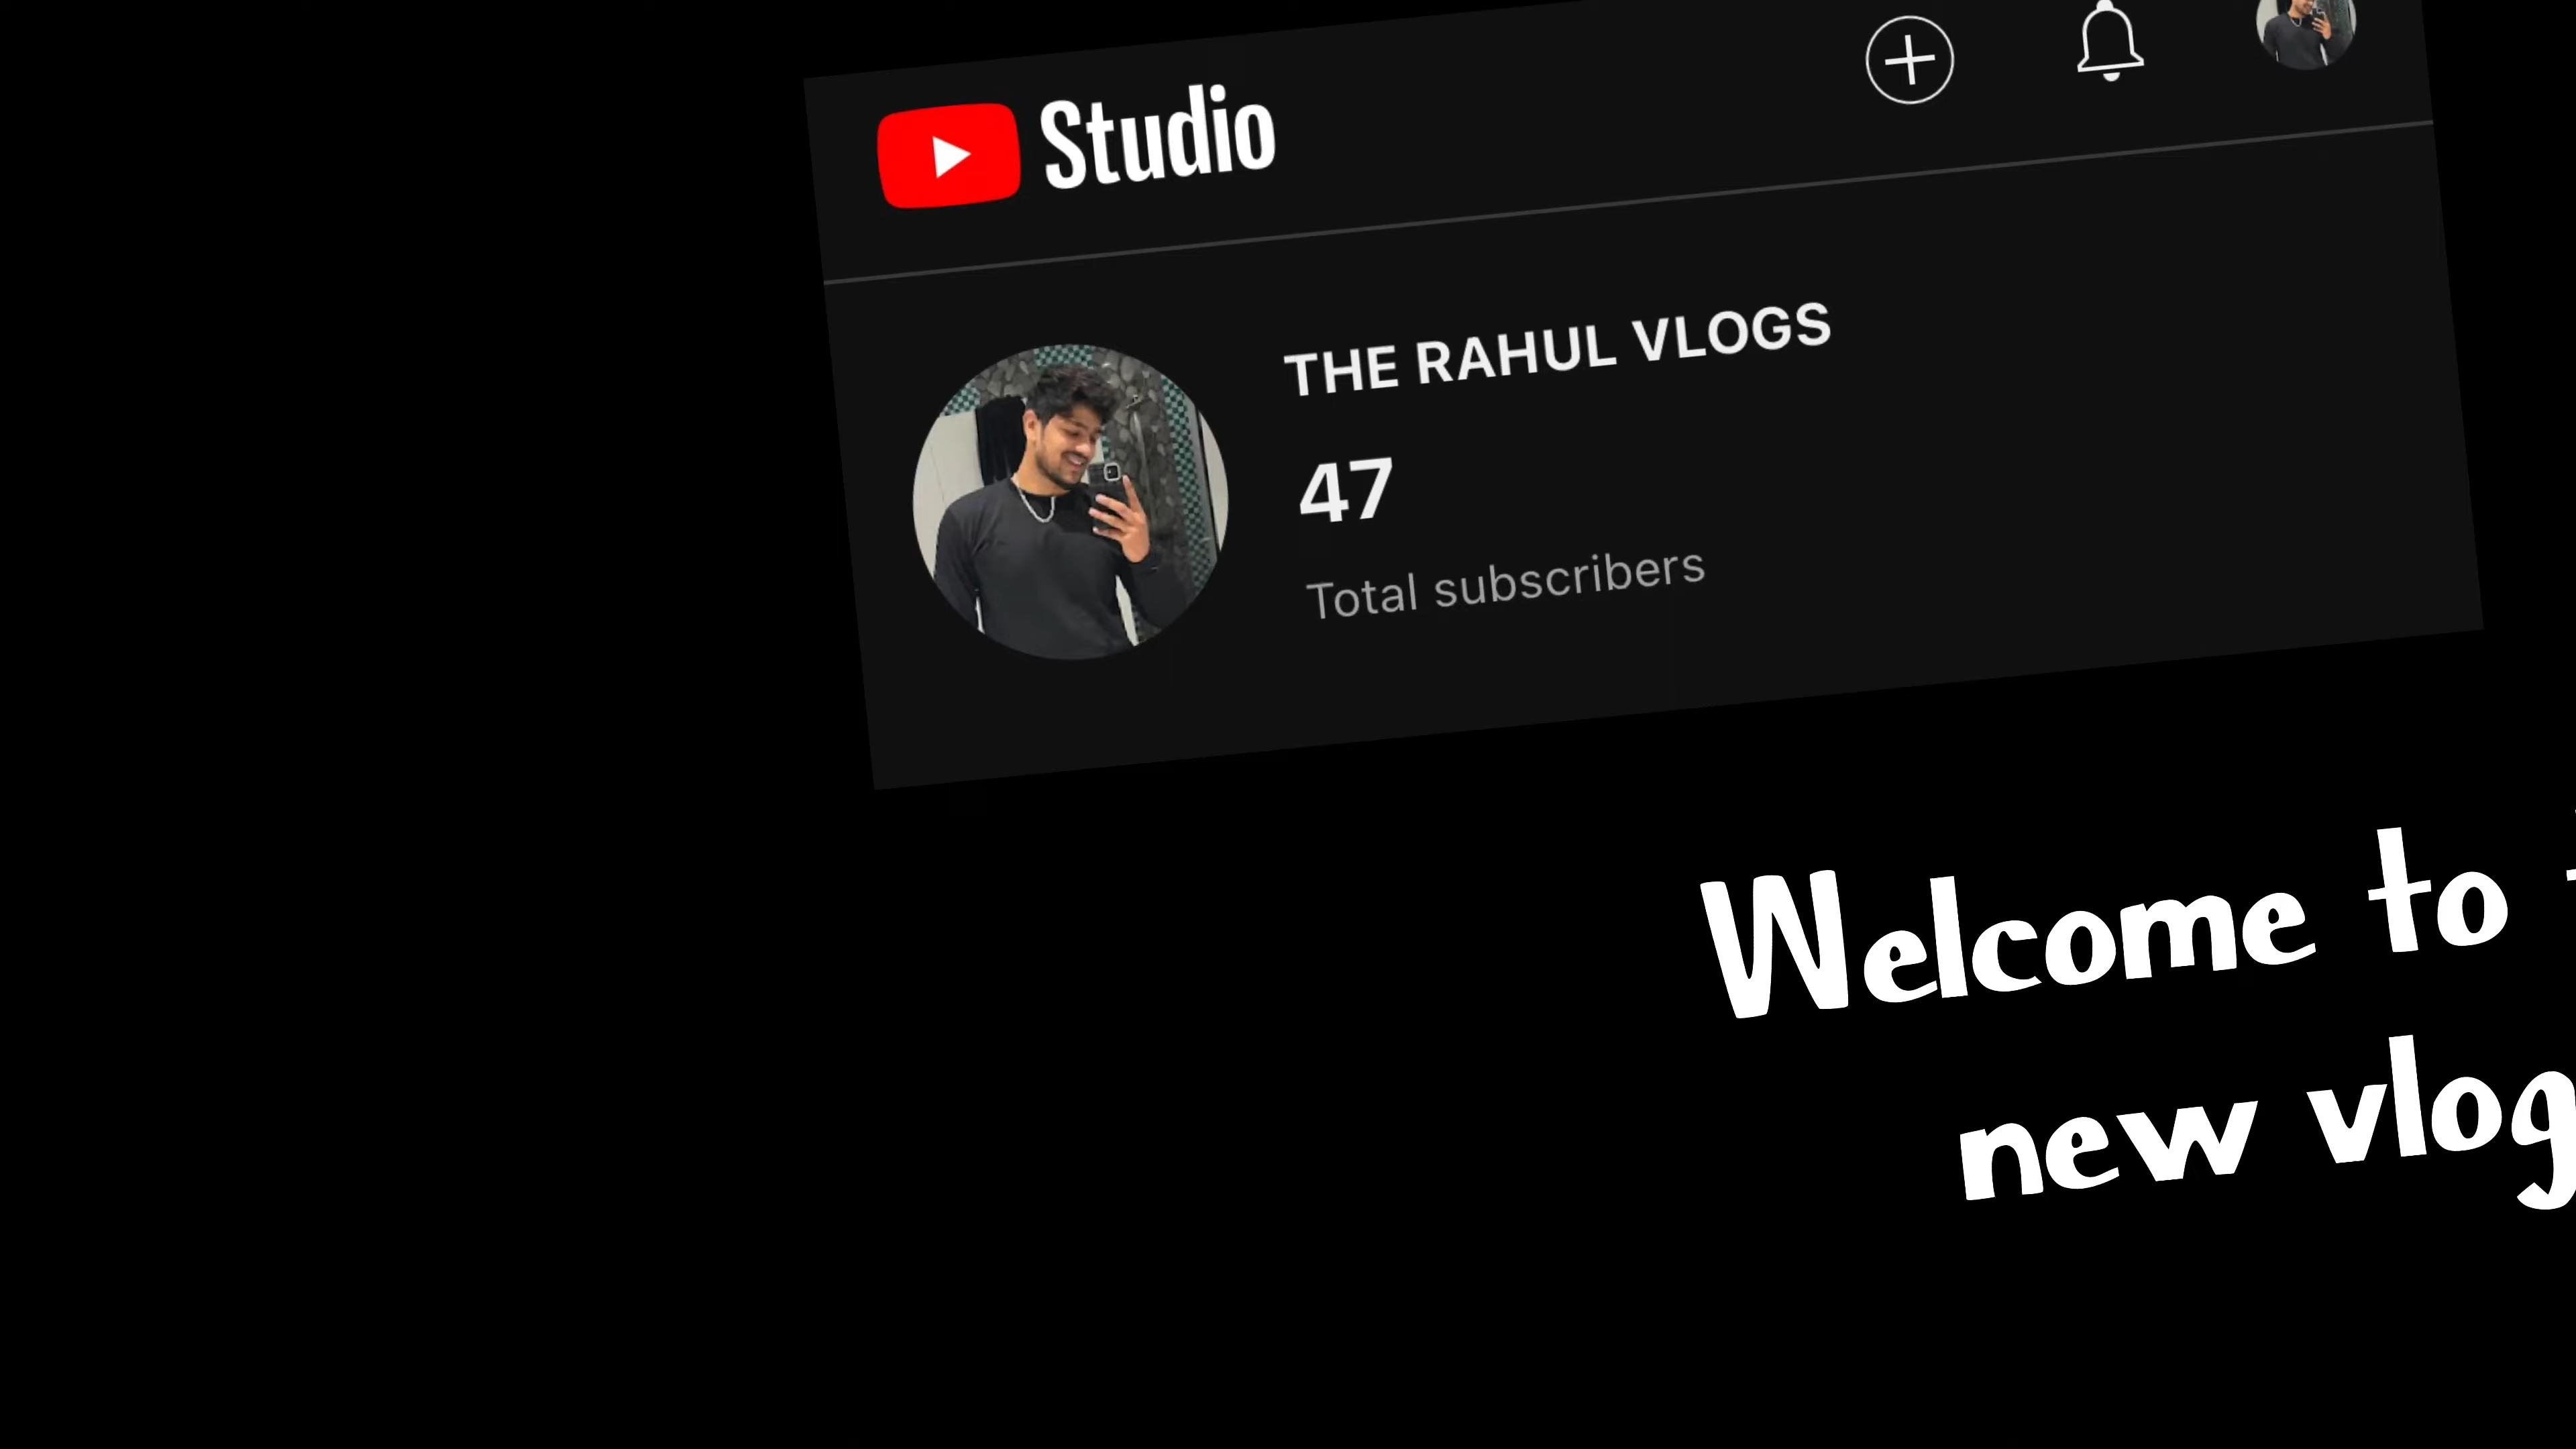 Studio
THE RAHUL VLOGS
47
Total subscribers
Welcome to
new vlog